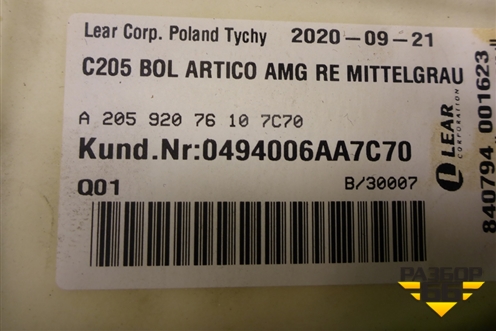 Lear Corp. Poland Tychy 2020-09-21
C205 BOL ARTICO AMG RE MITTELGRAU
A 205 920 76 10 7C70
Kund.Nr:0494006AA7C70
Q01 B/30007
LEAR
CORPORATION
840794 001623
РАЗБОР
66